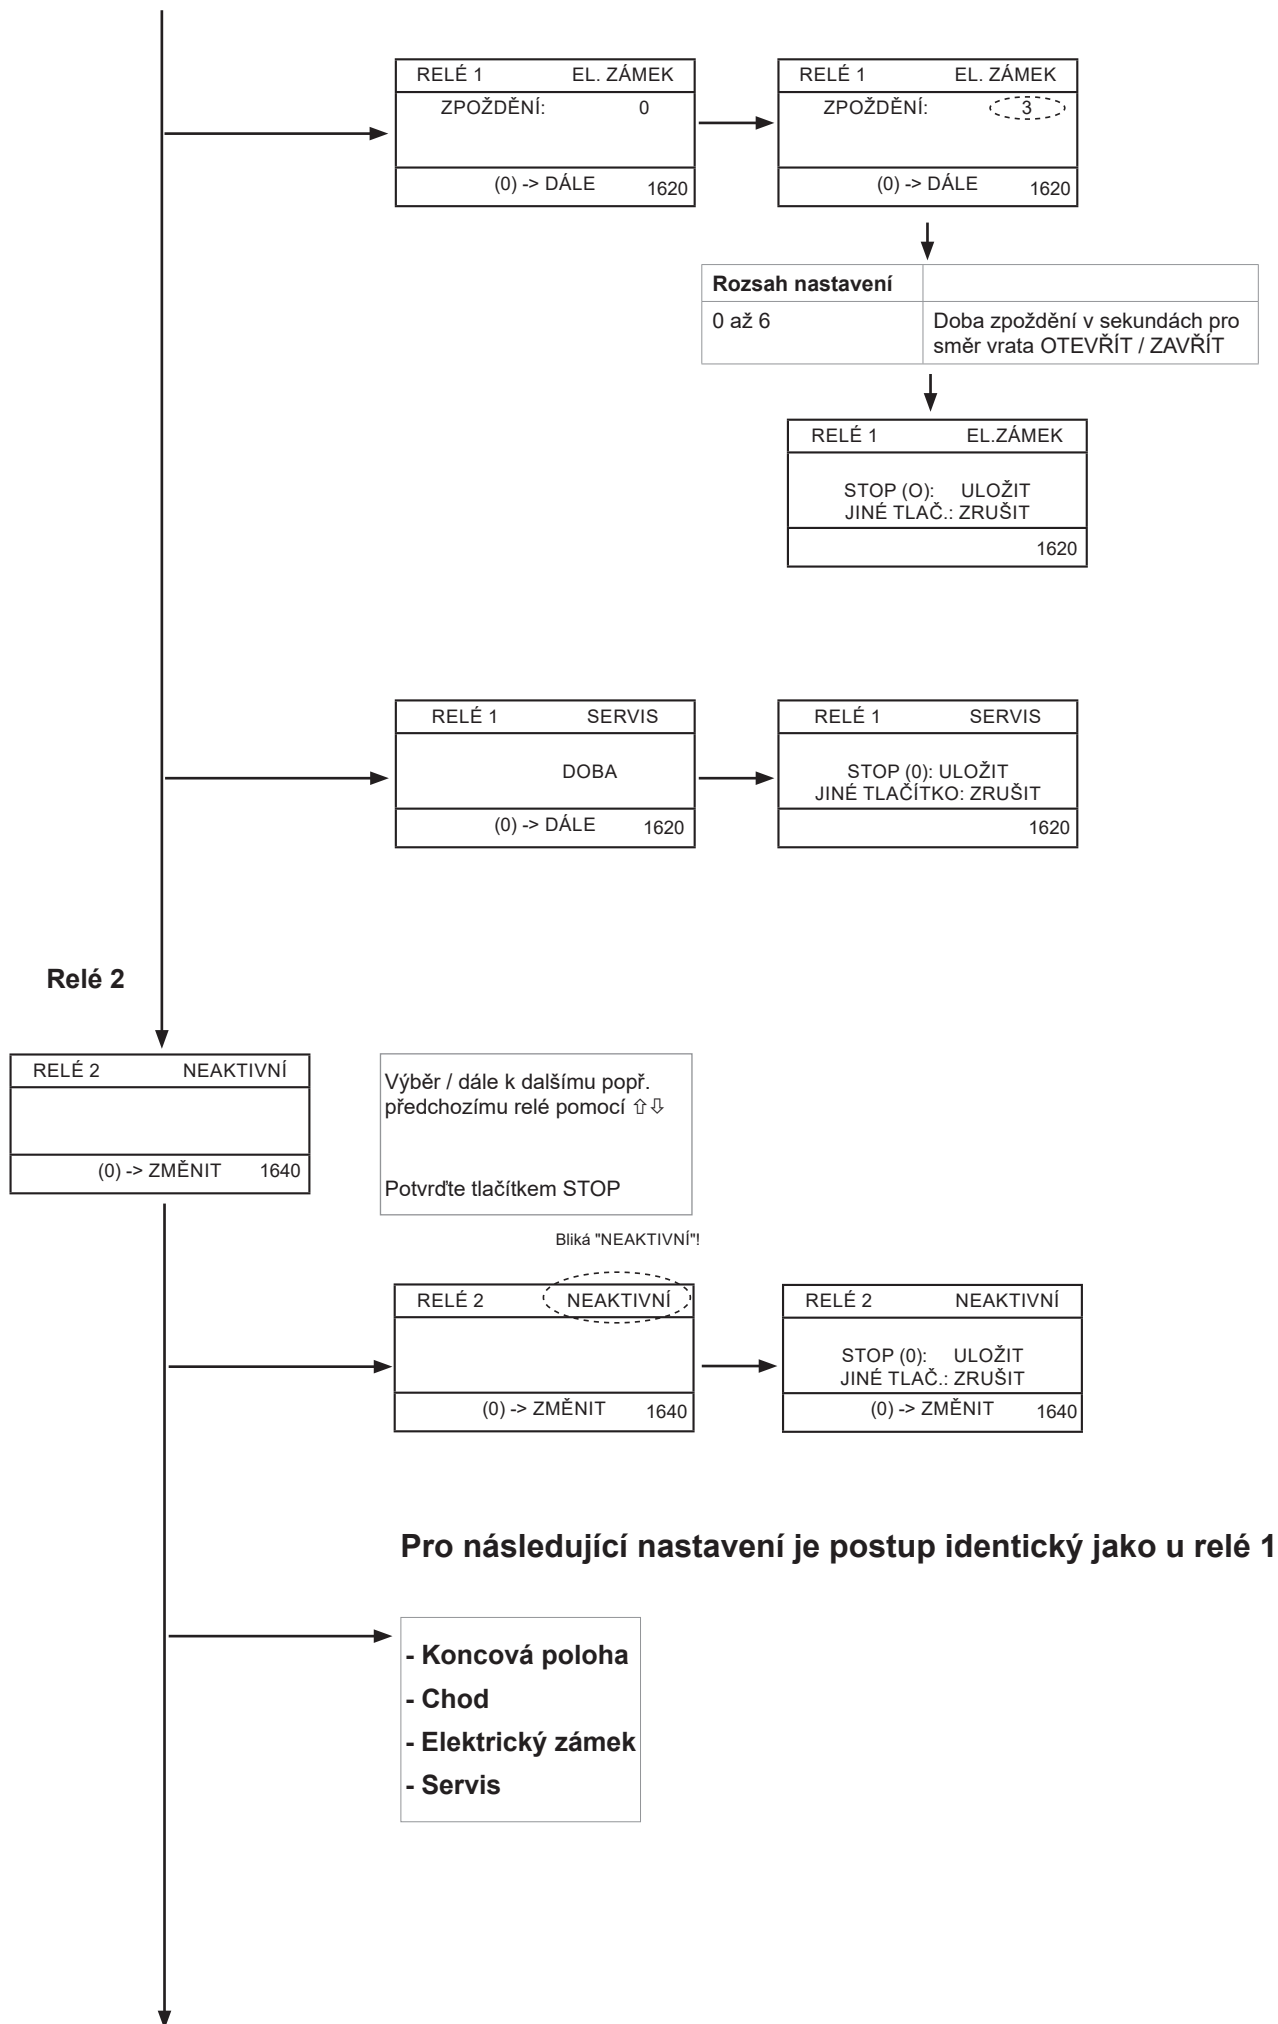 RELÉ 1 EL. ZÁMEK
ZPOŽDĚNÍ: 0
(0) -> DÁLE 1620
RELÉ 1 EL. ZÁMEK
ZPOŽDĚNÍ: 3
(0) -> DÁLE 1620
Rozsah nastavení
0 až 6
Doba zpoždění v sekundách pro
směr vrata OTEVŘÍT / ZAVŘÍT
RELÉ 1 EL.ZÁMEK
STOP (O): ULOŽIT
JINÉ TLAČ.: ZRUŠIT
1620
RELÉ 1 SERVIS
DOBA
(0) -> DÁLE 1620
RELÉ 1 SERVIS
STOP (0): ULOŽIT
JINÉ TLAČÍTKO: ZRUŠIT
1620
Relé 2
RELÉ 2 NEAKTIVNÍ
(0) -> ZMĚNIT 1640
Výběr / dále k dalšímu popř.
předchozímu relé pomocí ⇧⇩
Potvrďte tlačítkem STOP
Bliká "NEAKTIVNÍ"!
RELÉ 2 NEAKTIVNÍ
(0) -> ZMĚNIT 1640
RELÉ 2 NEAKTIVNÍ
STOP (0): ULOŽIT
JINÉ TLAČ.: ZRUŠIT
(0) -> ZMĚNIT 1640
Pro následující nastavení je postup identický jako u relé 1
- Koncová poloha
- Chod
- Elektrický zámek
- Servis